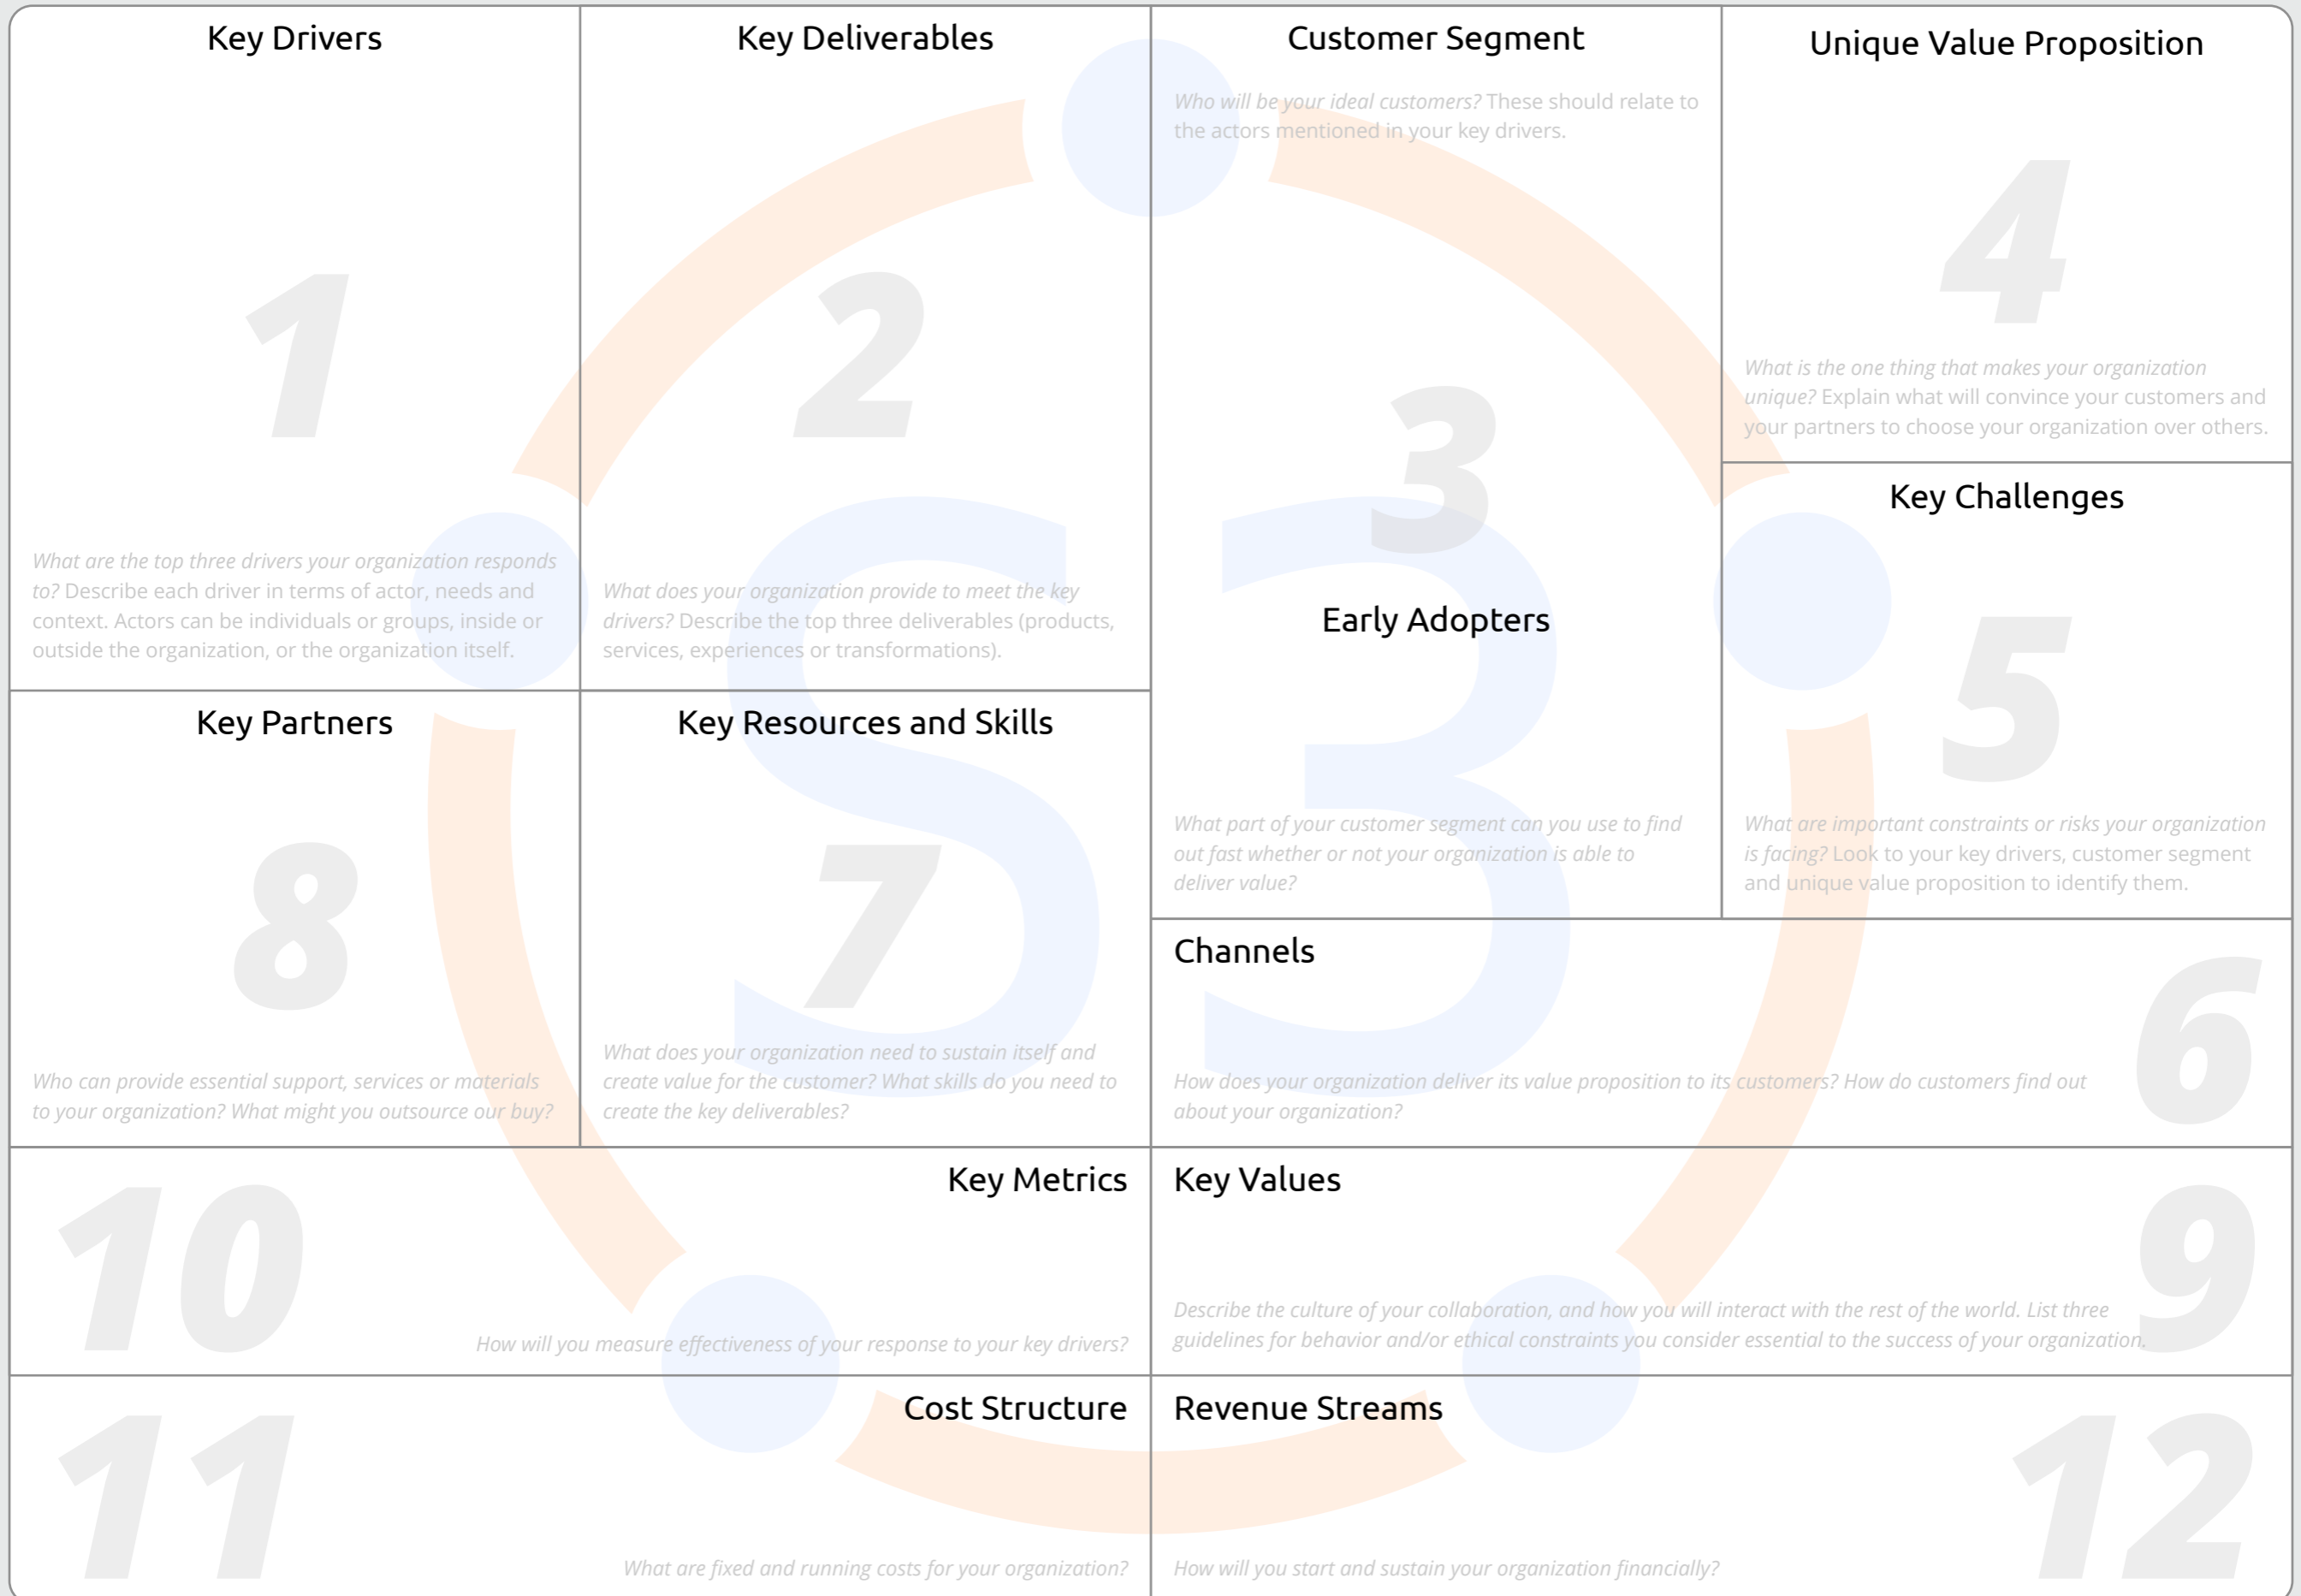 Key Drivers
1
What are the top three drivers your organization responds
to? Describe each driver in terms of actor, needs and
context. Actors can be individuals or groups, inside or
outside the organization, or the organization itself.
Key Deliverables
2
What does your organization provide to meet the key
drivers? Describe the top three deliverables (products,
services, experiences or transformations).
Customer Segment
Who will be your ideal customers? These should relate to
the actors mentioned in your key drivers.
3
Early Adopters
What part of your customer segment can you use to find
out fast whether or not your organization is able to
deliver value?
Unique Value Proposition
4
What is the one thing that makes your organization
unique? Explain what will convince your customers and
your partners to choose your organization over others.
Key Challenges
5
What are important constraints or risks your organization
is facing? Look to your key drivers, customer segment
and unique value proposition to identify them.
Key Partners
8
Who can provide essential support, services or materials
to your organization? What might you outsource our buy?
Key Resources and Skills
7
What does your organization need to sustain itself and
create value for the customer? What skills do you need to
create the key deliverables?
Channels
6
How does your organization deliver its value proposition to its customers? How do customers find out
about your organization?
Key Metrics
10
How will you measure effectiveness of your response to your key drivers?
Key Values
9
Describe the culture of your collaboration, and how you will interact with the rest of the world. List three
guidelines for behavior and/or ethical constraints you consider essential to the success of your organization.
Cost Structure
11
What are fixed and running costs for your organization?
Revenue Streams
12
How will you start and sustain your organization financially?
S3